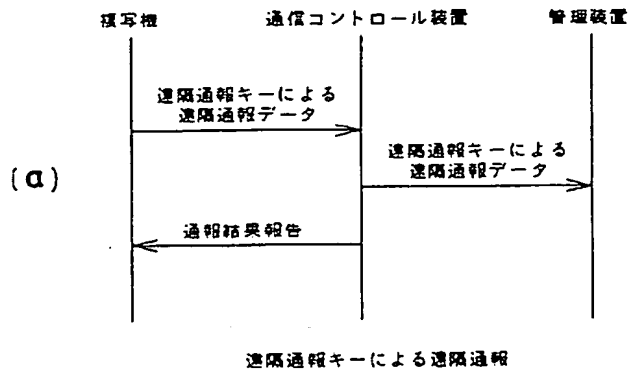 複写機 通信コントロール装置 管理装置
遠隔通報キーによる
遠隔通報データ
遠隔通報キーによる
遠隔通報データ
(a)
通報結果報告
遠隔通報キーによる遠隔通報